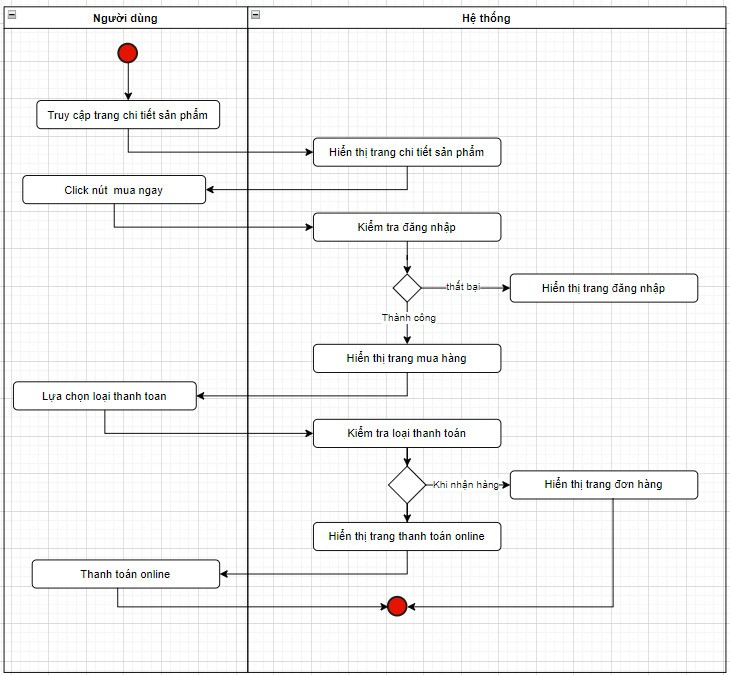 Người dùng
Hệ thống
Truy cập trang chi tiết sản phẩm
Hiển thị trang chi tiết sản phẩm
Click nút mua ngay
Kiểm tra đăng nhập
thất bại
Hiển thị trang đăng nhập
Thành công
Hiển thị trang mua hàng
Lựa chọn loại thanh toan
Kiểm tra loại thanh toán
Khi nhận hàng
Hiển thị trang đơn hàng
Hiển thị trang thanh toán online
Thanh toán online